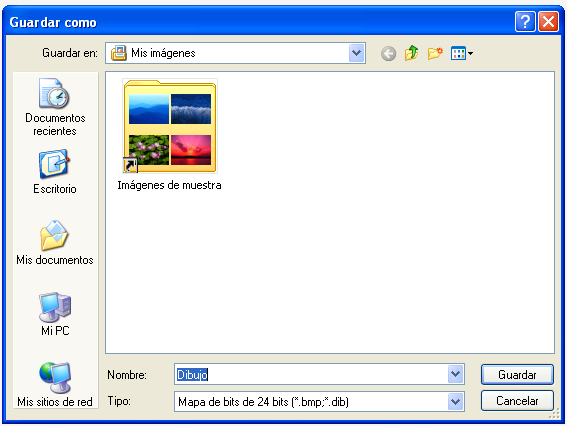 Guardar como
Guardar en: Mis imágenes
Documentos
recientes
Escritorio
Mis documentos
Mi PC
Mis sitios de red
Imágenes de muestra
Nombre: Dibujo
Guardar
Tipo: Mapa de bits de 24 bits (*.bmp;*.dib)
Cancelar